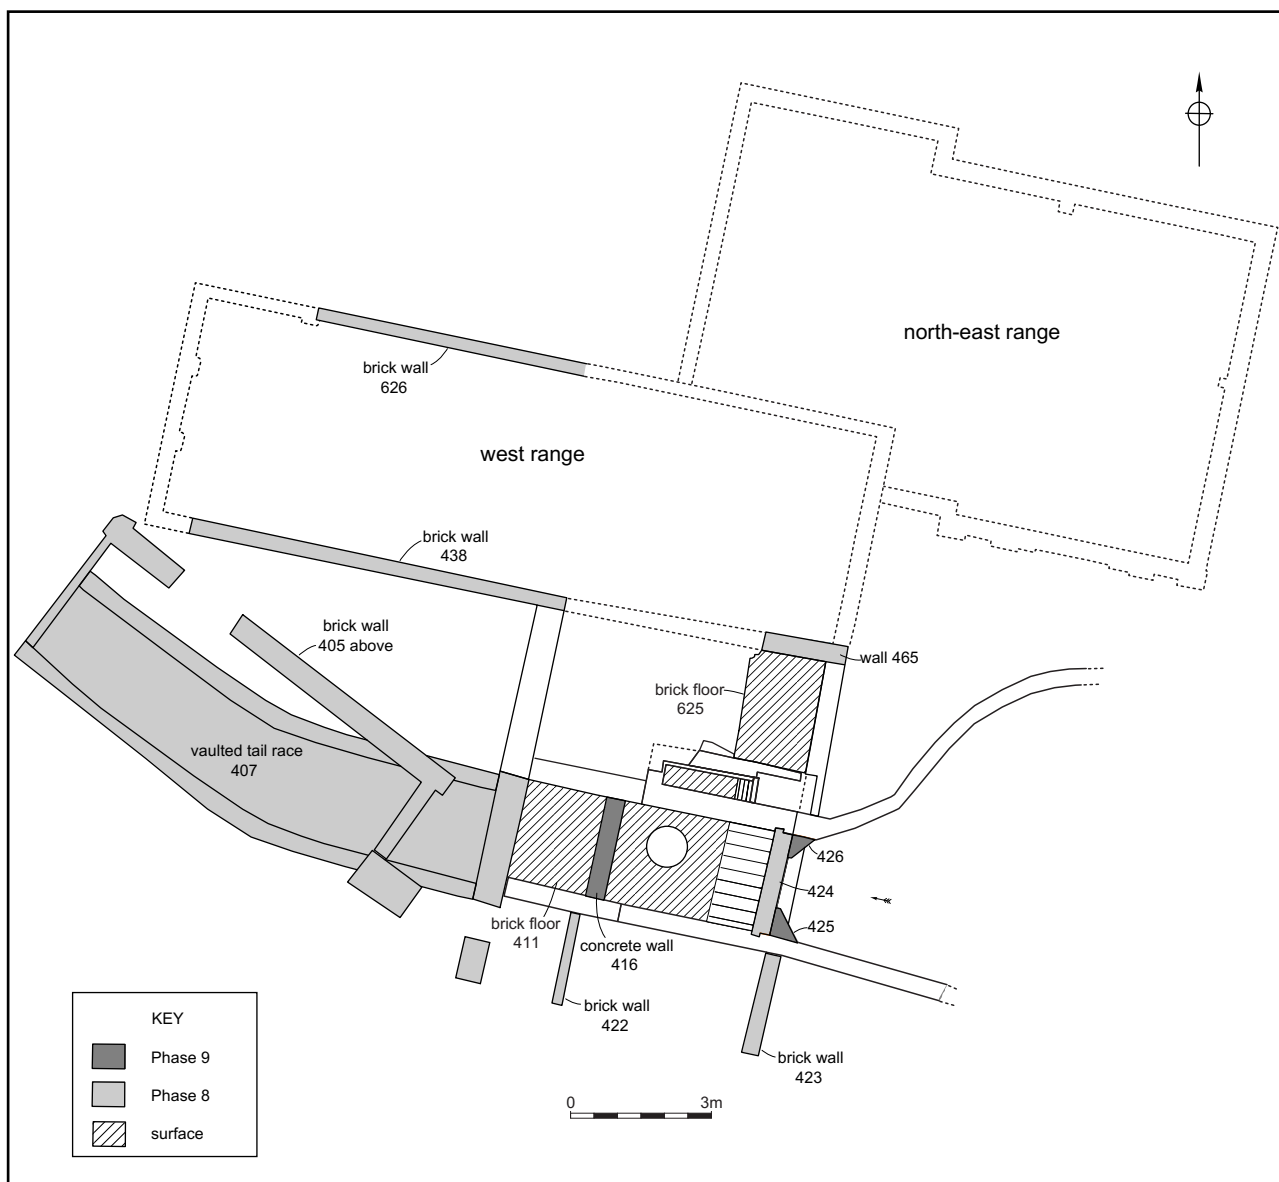 north-east range
brick wall
626
west range
brick wall
438
brick wall
405 above
wall 465
brick floor
625
vaulted tail race
407
426
424
425
brick floor
411
concrete wall
416
brick wall
422
brick wall
423
KEY
Phase 9
Phase 8
surface
0 3m